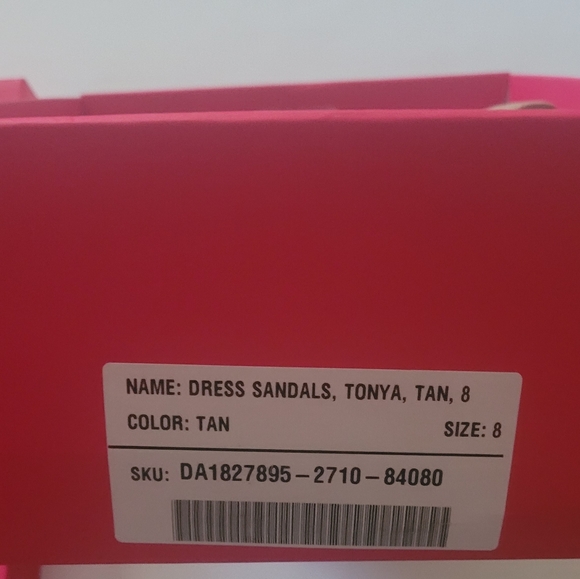 NAME: DRESS SANDALS, TONYA, TAN, 8
COLOR: TAN SIZE: 8
SKU: DA1827895-2710-84080